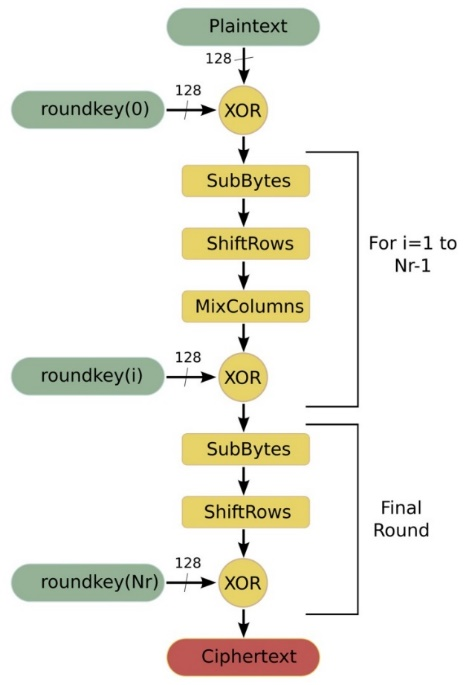 Plaintext
128
128
roundkey(0)
XOR
SubBytes
ShiftRows
For i=1 to
Nr-1
MixColumns
128
roundkey(i)
XOR
SubBytes
ShiftRows
Final
Round
128
roundkey(Nr)
XOR
Ciphertext